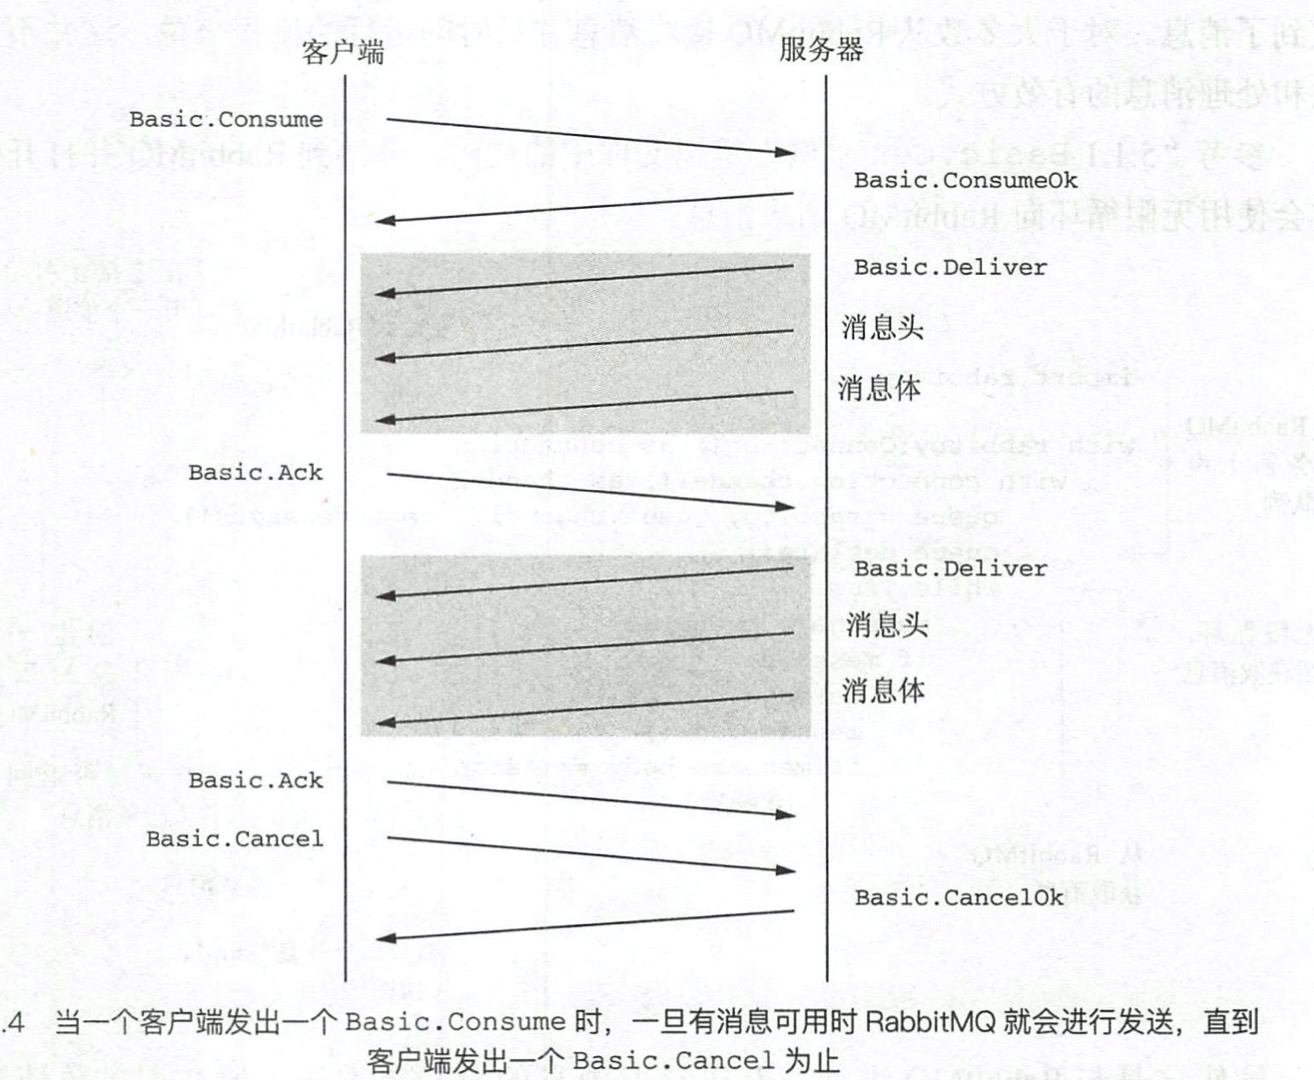 客户端 服务器
Basic.Consume
Basic.ConsumeOk
Basic.Deliver
消息头
消息体
Basic.Ack
Basic.Deliver
消息头
消息体
Basic.Ack
Basic.Cancel
Basic.CancelOk
.4 当一个客户端发出一个 Basic.Consume 时，一旦有消息可用时 RabbitMQ 就会进行发送，直到
客户端发出一个 Basic.Cancel 为止